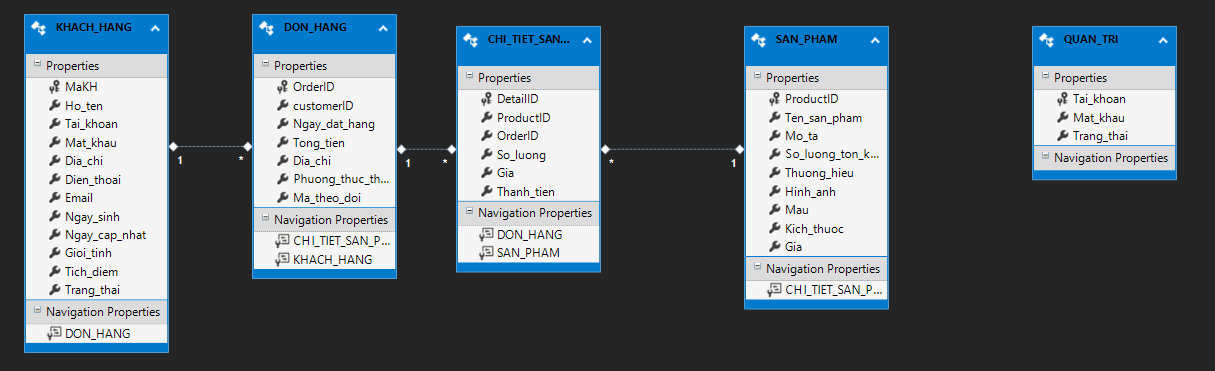 KHACH_HANG
Properties
MaKH
Ho_ten
Tai_khoan
Mat_khau
Dia_chi
Dien_thoai
Email
Ngay_sinh
Ngay_cap_nhat
Gioi_tinh
Tich_diem
Trang_thai
Navigation Properties
DON_HANG
1
*
DON_HANG
Properties
OrderID
customerID
Ngay_dat_hang
Tong_tien
Dia_chi
Phuong_thuc_th...
Ma_theo_doi
Navigation Properties
CHI_TIET_SAN_P...
KHACH_HANG
1
*
CHI_TIET_SAN...
Properties
DetailID
ProductID
OrderID
So_luong
Gia
Thanh_tien
Navigation Properties
DON_HANG
SAN_PHAM
*
1
SAN_PHAM
Properties
ProductID
Ten_san_pham
Mo_ta
So_luong_ton_k...
Thuong_hieu
Hinh_anh
Mau
Kich_thuoc
Gia
Navigation Properties
CHI_TIET_SAN_P...
QUAN_TRI
Properties
Tai_khoan
Mat_khau
Trang_thai
Navigation Properties